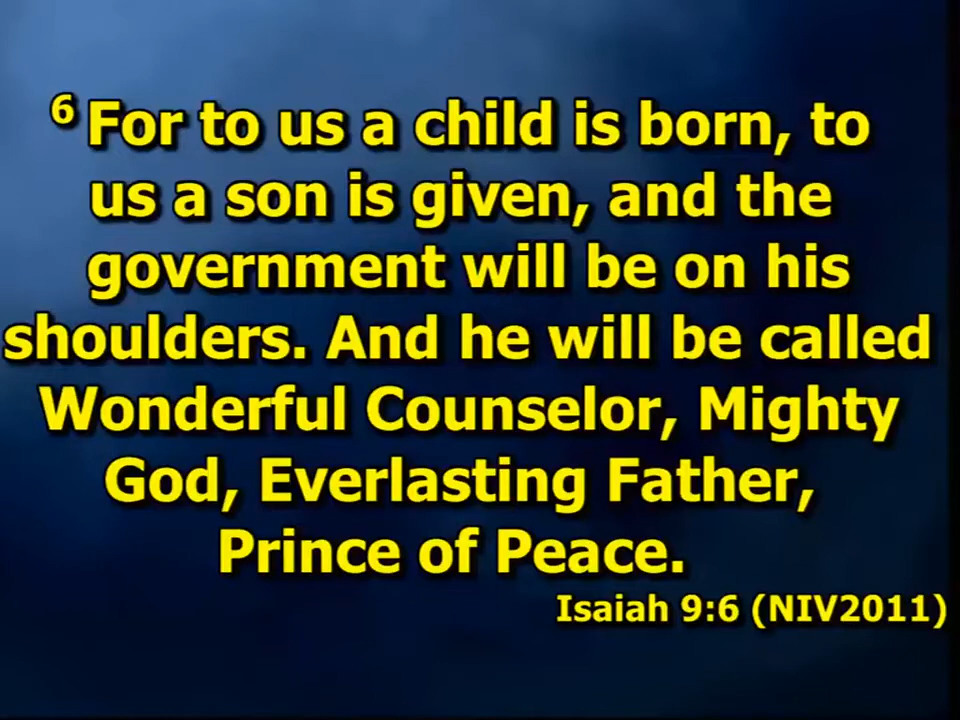 6 For to us a child is born, to
us a son is given, and the
government will be on his
shoulders. And he will be called
Wonderful Counselor, Mighty
God, Everlasting Father,
Prince of Peace.
Isaiah 9:6 (NIV2011)